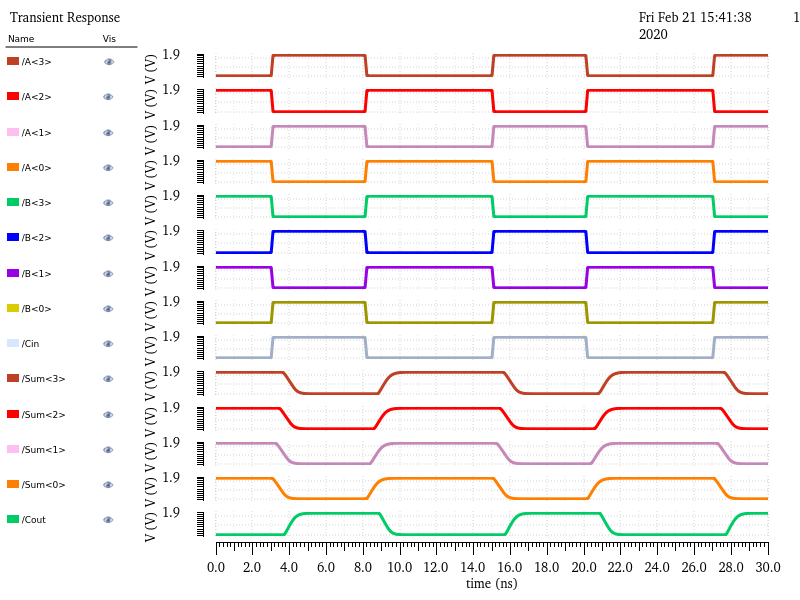 Transient Response
Fri Feb 21 15:41:38 1
2020
Name Vis
/A<3> V (V) 1.9
/A<2> V (V) 1.9
/A<1> V (V) 1.9
/A<0> V (V) 1.9
/B<3> V (V) 1.9
/B<2> V (V) 1.9
/B<1> V (V) 1.9
/B<0> V (V) 1.9
/Cin V (V) 1.9
/Sum<3> V (V) 1.9
/Sum<2> V (V) 1.9
/Sum<1> V (V) 1.9
/Sum<0> V (V) 1.9
/Cout V (V) 1.9
0.0 2.0 4.0 6.0 8.0 10.0 12.0 14.0 16.0 18.0 20.0 22.0 24.0 26.0 28.0 30.0
time (ns)